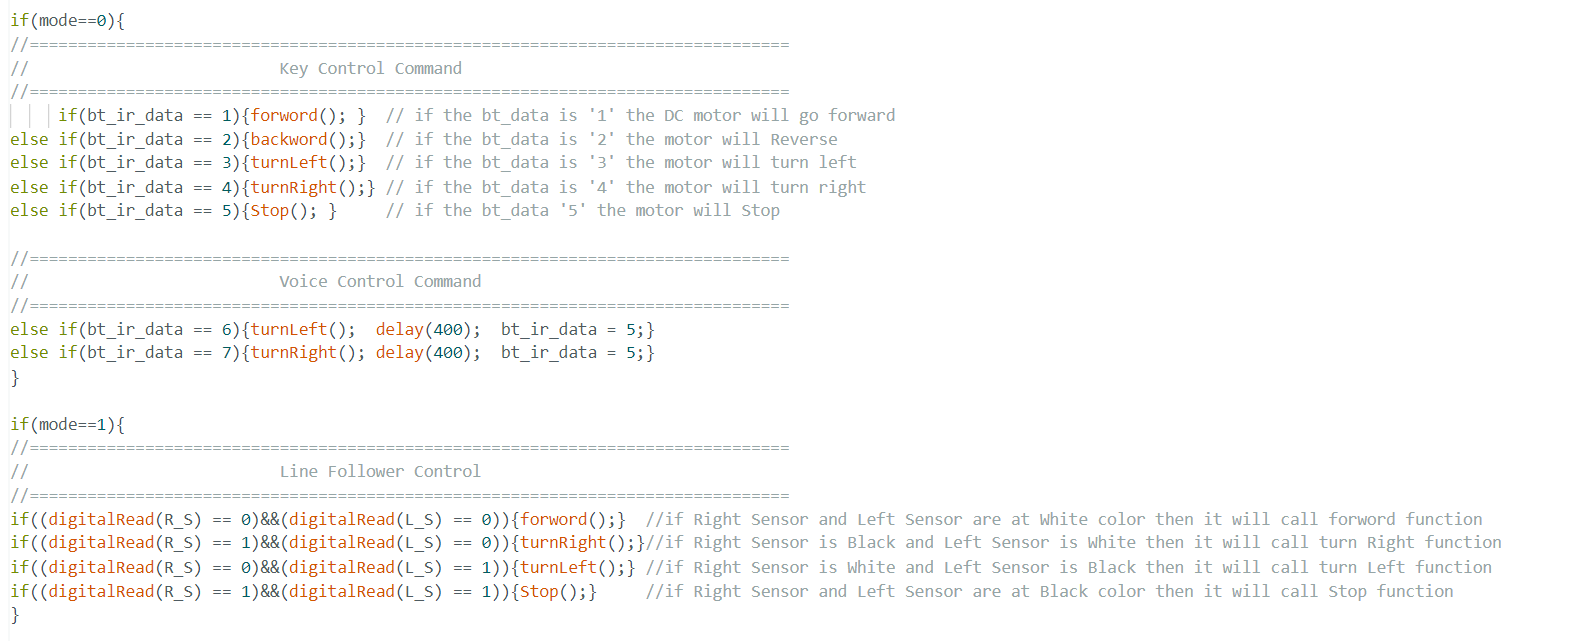 if(mode==0){
//===============================================================================
//                          Key Control Command
//===============================================================================
     if(bt_ir_data == 1){forword(); }  // if the bt_data is '1' the DC motor will go forward
else if(bt_ir_data == 2){backword();}  // if the bt_data is '2' the motor will Reverse
else if(bt_ir_data == 3){turnLeft();}  // if the bt_data is '3' the motor will turn left
else if(bt_ir_data == 4){turnRight();} // if the bt_data is '4' the motor will turn right
else if(bt_ir_data == 5){Stop(); }     // if the bt_data '5' the motor will Stop

//===============================================================================
//                          Voice Control Command
//===============================================================================
else if(bt_ir_data == 6){turnLeft();  delay(400);  bt_ir_data = 5;}
else if(bt_ir_data == 7){turnRight(); delay(400);  bt_ir_data = 5;}
}

if(mode==1){
//===============================================================================
//                          Line Follower Control
//===============================================================================
if((digitalRead(R_S) == 0)&&(digitalRead(L_S) == 0)){forword();}  //if Right Sensor and Left Sensor are at White color then it will call forword function
if((digitalRead(R_S) == 1)&&(digitalRead(L_S) == 0)){turnRight();}//if Right Sensor is Black and Left Sensor is White then it will call turn Right function
if((digitalRead(R_S) == 0)&&(digitalRead(L_S) == 1)){turnLeft();} //if Right Sensor is White and Left Sensor is Black then it will call turn Left function
if((digitalRead(R_S) == 1)&&(digitalRead(L_S) == 1)){Stop();}     //if Right Sensor and Left Sensor are at Black color then it will call Stop function
}